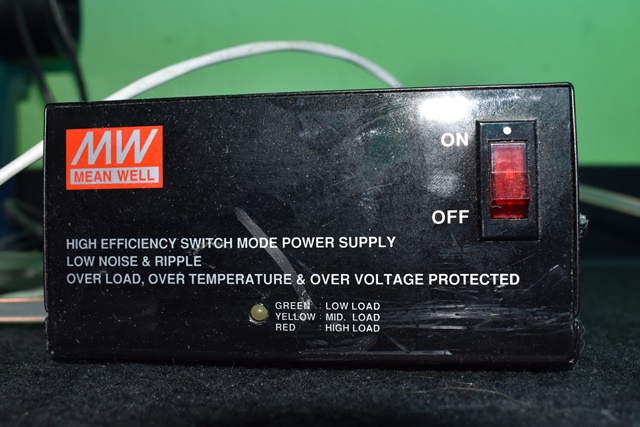 MW
MEAN WELL
ON
OFF
HIGH EFFICIENCY SWITCH MODE POWER SUPPLY
LOW NOISE & RIPPLE
OVER LOAD, OVER TEMPERATURE & OVER VOLTAGE PROTECTED
GREEN : LOW LOAD
YELLOW : MID. LOAD
RED : HIGH LOAD